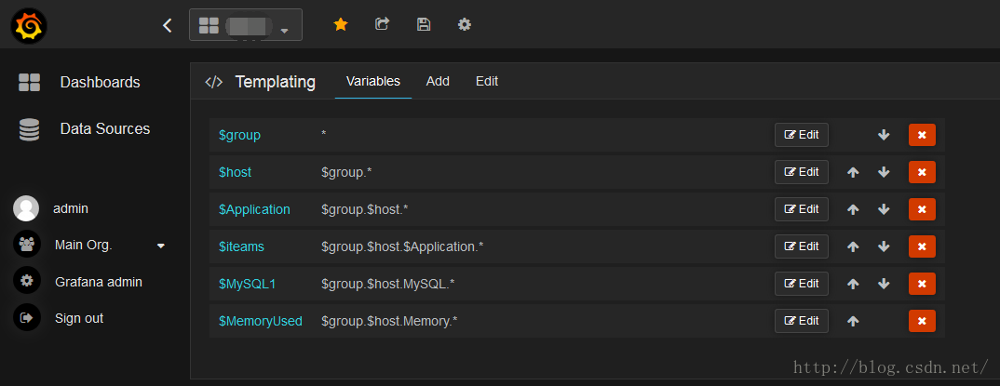 Dashboards
Data Sources
admin
Main Org.
Grafana admin
Sign out
</> Templating Variables Add Edit
$group * Edit
$host $group.* Edit
$Application $group.$host.* Edit
$iteams $group.$host.$Application.* Edit
$MySQL1 $group.$host.MySQL.* Edit
$MemoryUsed $group.$host.Memory.* Edit
http://blog.csdn.net/